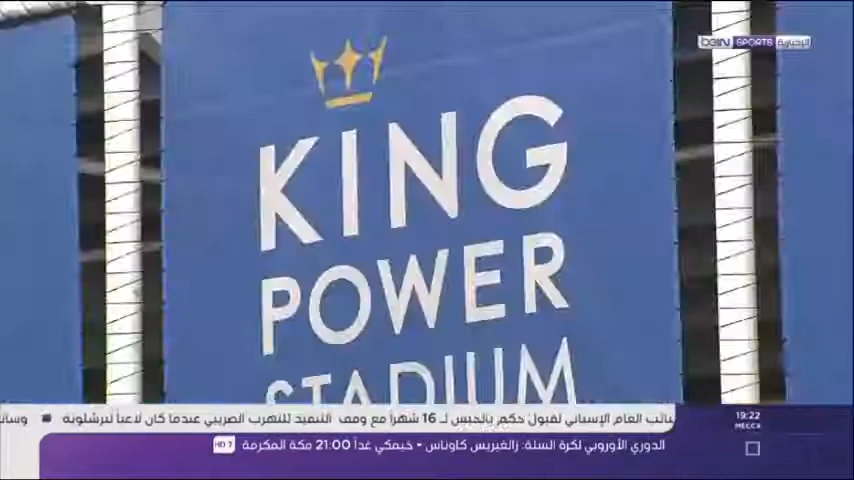 beIN SPORTS الإخبارية
KING
POWER
STADIUM
النائب العام الإسباني لقبول حكم بالحبس لـ 16 شهراً مع وقف التنفيذ للتهرب الضريبي عندما كان لاعباً لبرشلونة
19:22
MECCA
الدوري الأوروبي لكرة السلة: زالغيريس كاوناس - خيمكي غداً 21:00 مكة المكرمة HD 7